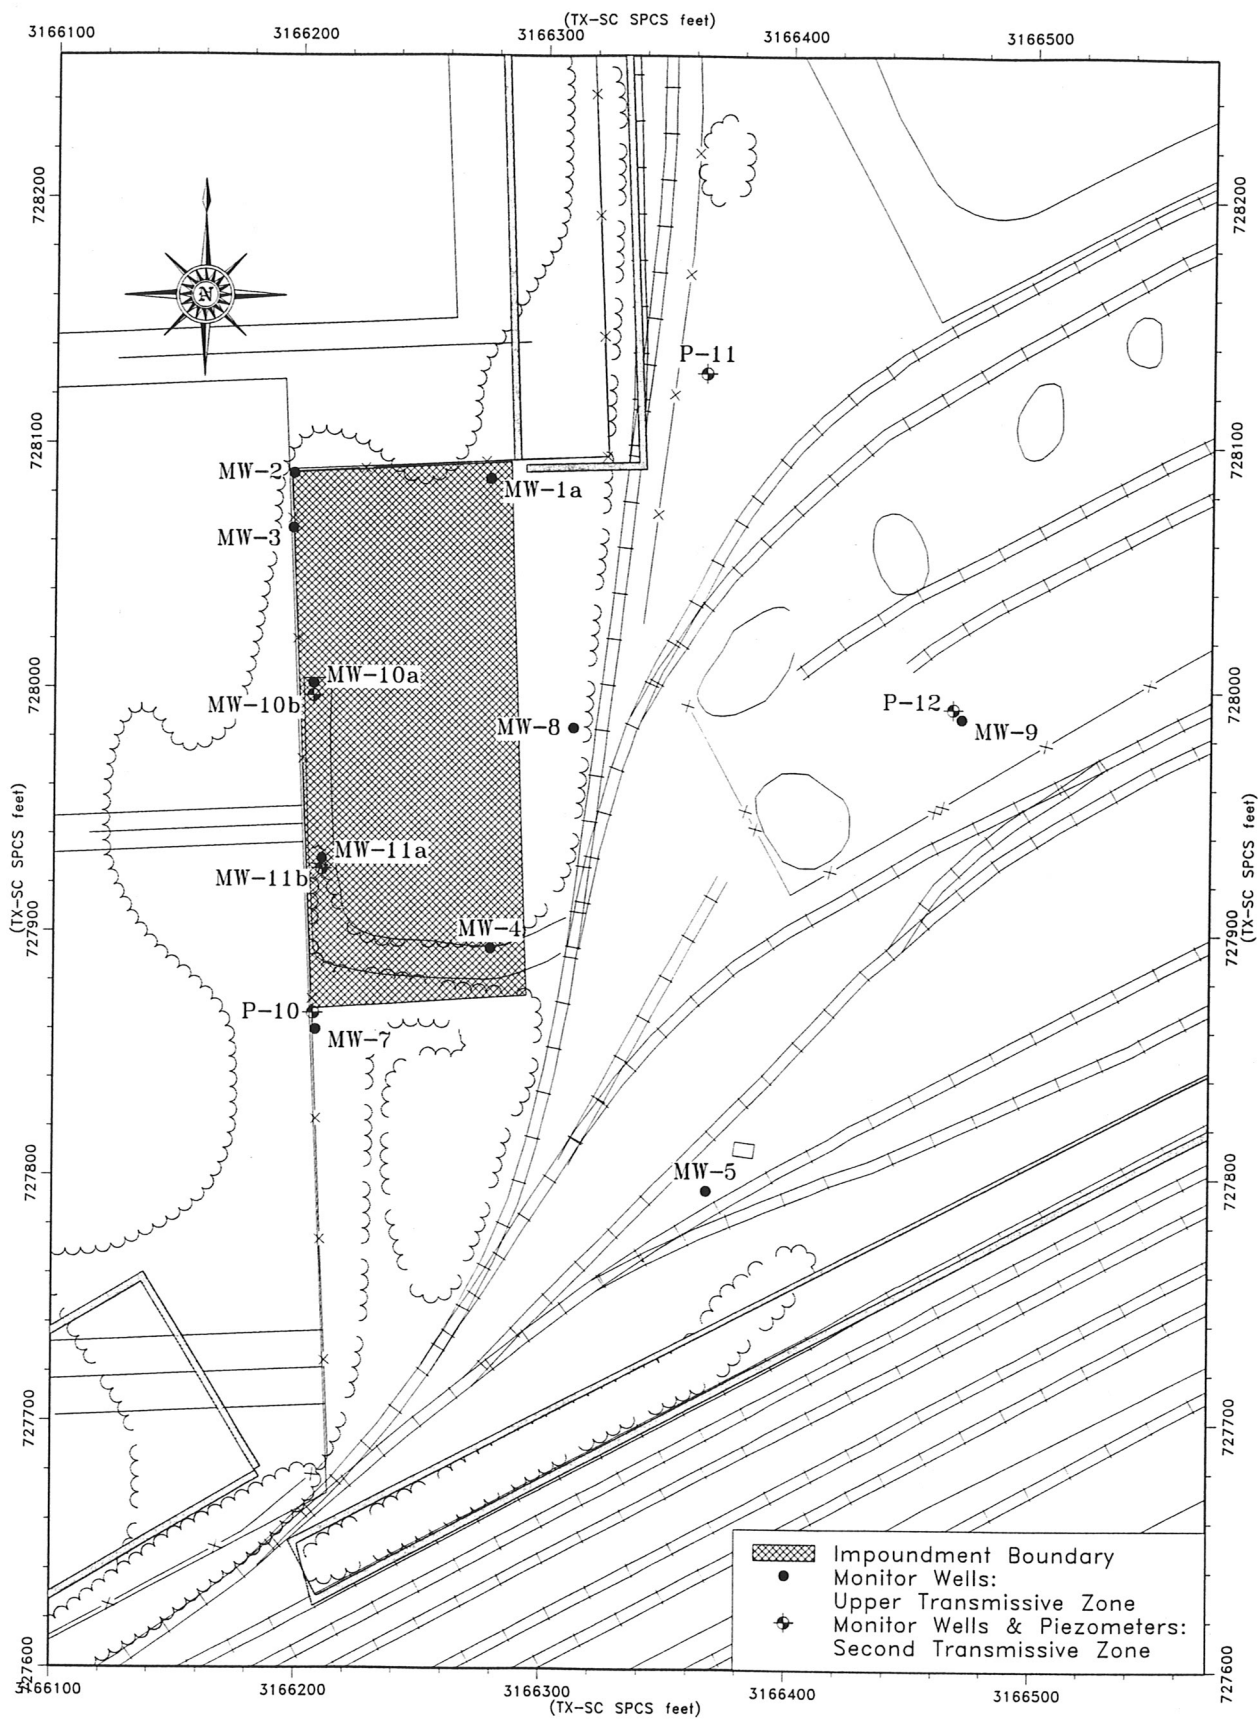 (TX-SC SPCS feet)
3166100
3166200
3166300
3166400
3166500
728200
728200
N
P-11
728100
728100
MW-2
MW-1a
MW-3
728000
728000
MW-10a
MW-10b
P-12
MW-8
MW-9
(TX-SC SPCS feet)
(TX-SC SPCS feet)
MW-11a
MW-11b
727900
727900
MW-4
P-10
MW-7
727800
727800
MW-5
727700
727700
Impoundment Boundary
Monitor Wells:
Upper Transmissive Zone
Monitor Wells & Piezometers:
Second Transmissive Zone
727600
727600
3166100
3166200
3166300
3166400
3166500
(TX-SC SPCS feet)